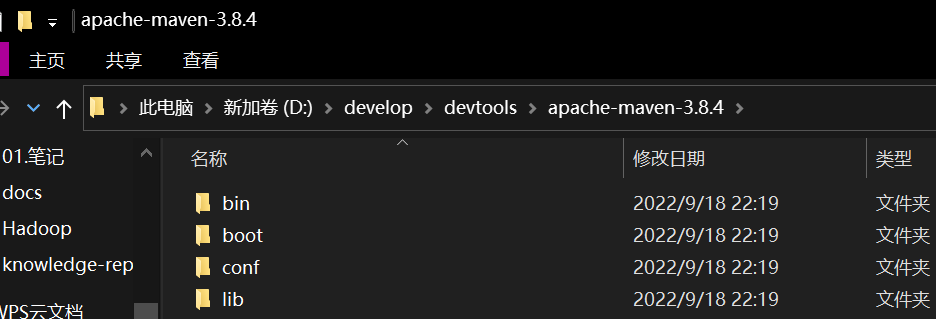 apache-maven-3.8.4
主页 共享 查看
此电脑 新加卷 (D:) develop devtools apache-maven-3.8.4
名称 修改日期 类型
01.笔记
docs
Hadoop
knowledge-rep
WPS云文档
bin 2022/9/18 22:19 文件夹
boot 2022/9/18 22:19 文件夹
conf 2022/9/18 22:19 文件夹
lib 2022/9/18 22:19 文件夹